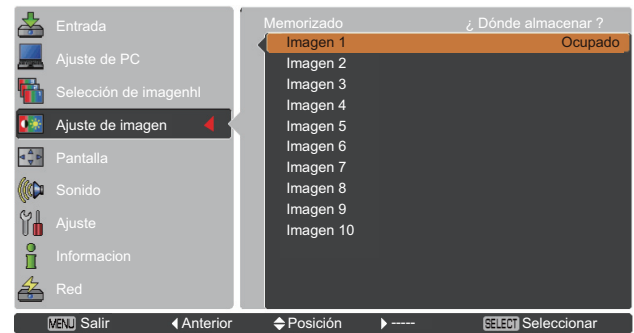 Entrada
Ajuste de PC
Selección de imagenhl
Ajuste de imagen
Pantalla
Sonido
Ajuste
Informacion
Red
Memorizado ¿ Dónde almacenar ?
Imagen 1 Ocupado
Imagen 2
Imagen 3
Imagen 4
Imagen 5
Imagen 6
Imagen 7
Imagen 8
Imagen 9
Imagen 10
MENU Salir Anterior Posición ----- SELECT Seleccionar